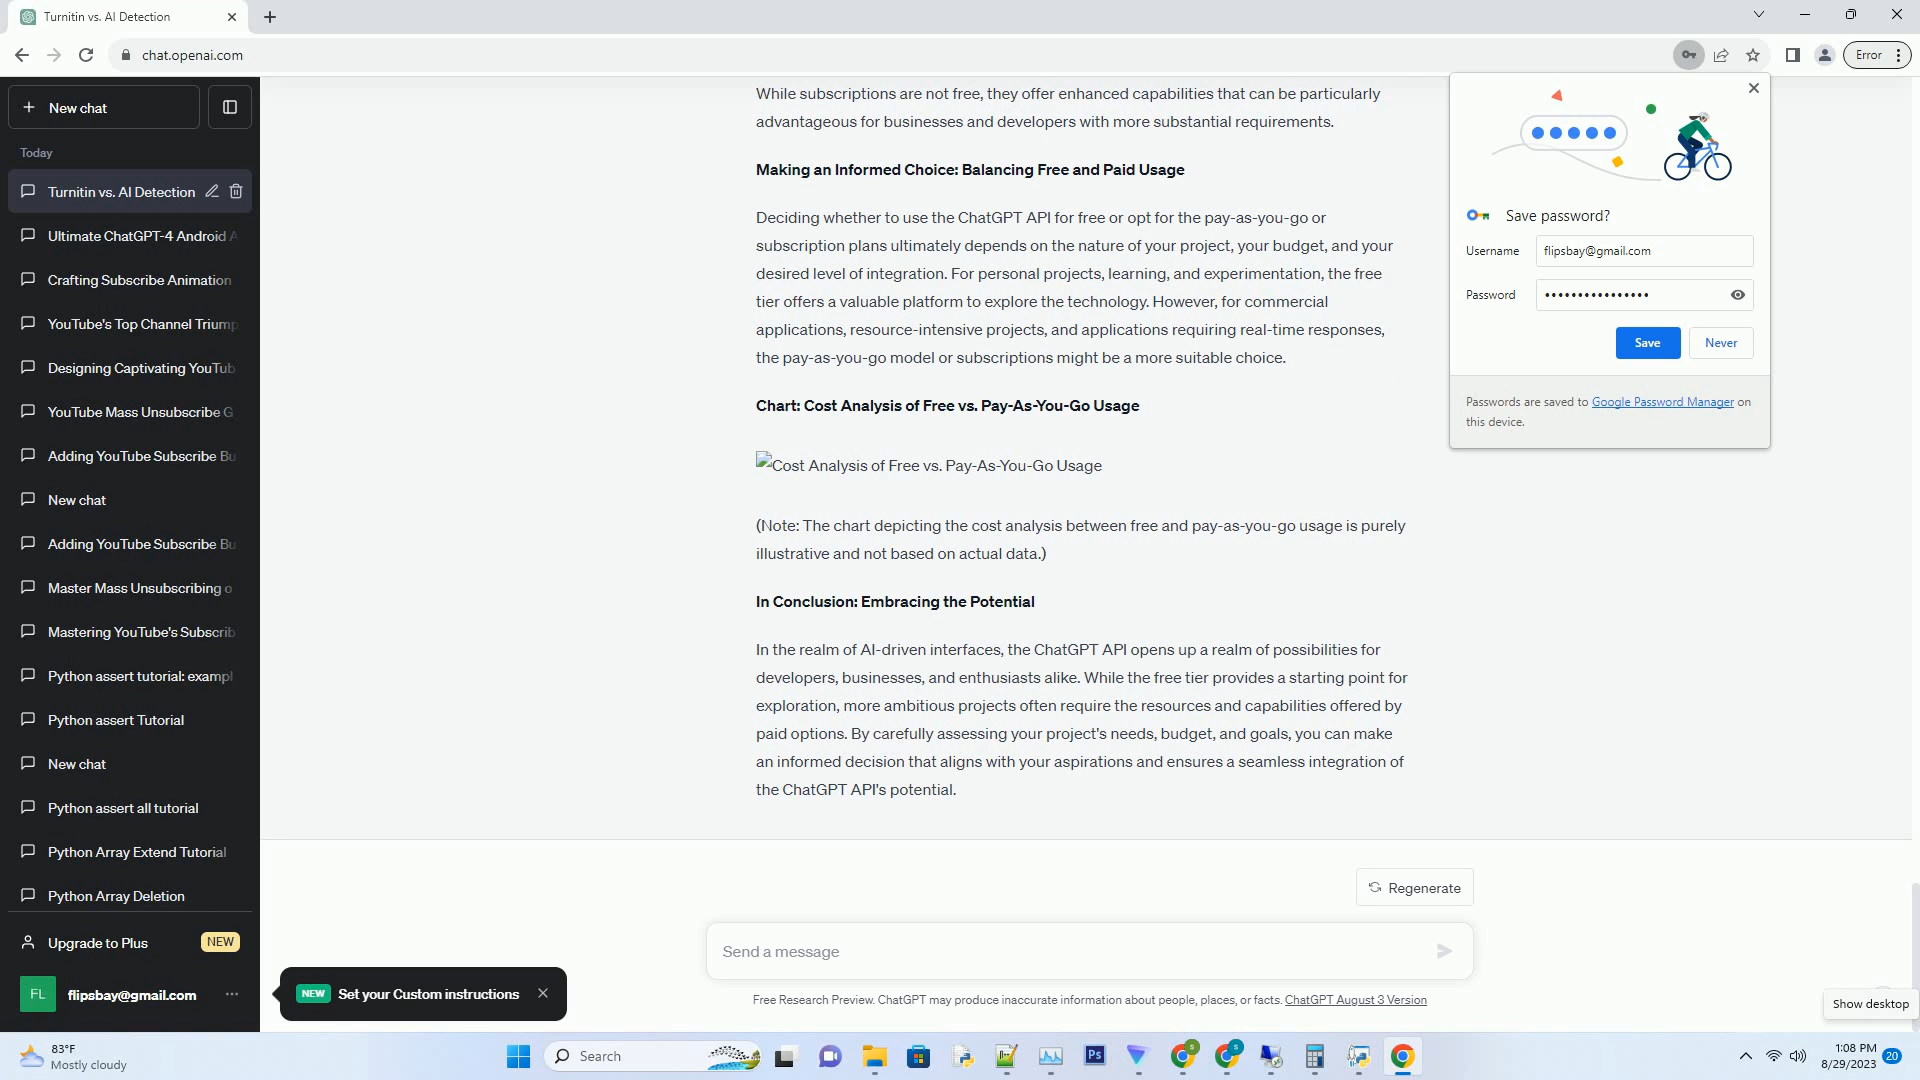 Turnitin vs. AI Detection
chat.openai.com
Error
New chat
Today
Turnitin vs. AI Detection
Ultimate ChatGPT-4 Android A
Crafting Subscribe Animation
YouTube's Top Channel Triump
Designing Captivating YouTub
YouTube Mass Unsubscribe G
Adding YouTube Subscribe Bu
New chat
Adding YouTube Subscribe Bu
Master Mass Unsubscribing o
Mastering YouTube's Subscrib
Python assert tutorial: exampl
Python assert Tutorial
New chat
Python assert all tutorial
Python Array Extend Tutorial
Python Array Deletion
Upgrade to Plus NEW
FL flipsbay@gmail.com
While subscriptions are not free, they offer enhanced capabilities that can be particularly
advantageous for businesses and developers with more substantial requirements.
Making an Informed Choice: Balancing Free and Paid Usage
Deciding whether to use the ChatGPT API for free or opt for the pay-as-you-go or
subscription plans ultimately depends on the nature of your project, your budget, and your
desired level of integration. For personal projects, learning, and experimentation, the free
tier offers a valuable platform to explore the technology. However, for commercial
applications, resource-intensive projects, and applications requiring real-time responses,
the pay-as-you-go model or subscriptions might be a more suitable choice.
Chart: Cost Analysis of Free vs. Pay-As-You-Go Usage
Cost Analysis of Free vs. Pay-As-You-Go Usage
(Note: The chart depicting the cost analysis between free and pay-as-you-go usage is purely
illustrative and not based on actual data.)
In Conclusion: Embracing the Potential
In the realm of AI-driven interfaces, the ChatGPT API opens up a realm of possibilities for
developers, businesses, and enthusiasts alike. While the free tier provides a starting point for
exploration, more ambitious projects often require the resources and capabilities offered by
paid options. By carefully assessing your project's needs, budget, and goals, you can make
an informed decision that aligns with your aspirations and ensures a seamless integration of
the ChatGPT API's potential.
Regenerate
Send a message
NEW Set your Custom instructions
Free Research Preview. ChatGPT may produce inaccurate information about people, places, or facts. ChatGPT August 3 Version
Save password?
Username flipsbay@gmail.com
Password ••••••••••••••••
Save Never
Passwords are saved to Google Password Manager on
this device.
Show desktop
83°F
Mostly cloudy
Search
Ps
S
S
1:08 PM
8/29/2023
20